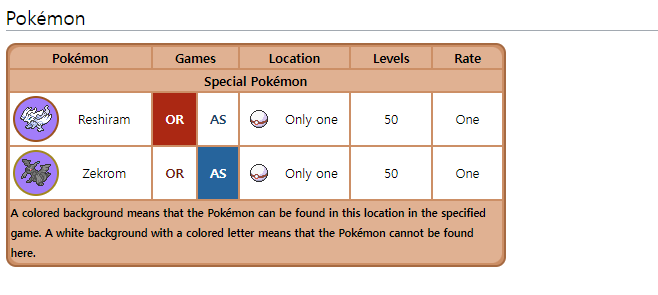 Pokémon
Pokémon Games Location Levels Rate
Special Pokémon
Reshiram OR AS Only one 50 One
Zekrom OR AS Only one 50 One
A colored background means that the Pokémon can be found in this location in the specified
game. A white background with a colored letter means that the Pokémon cannot be found
here.